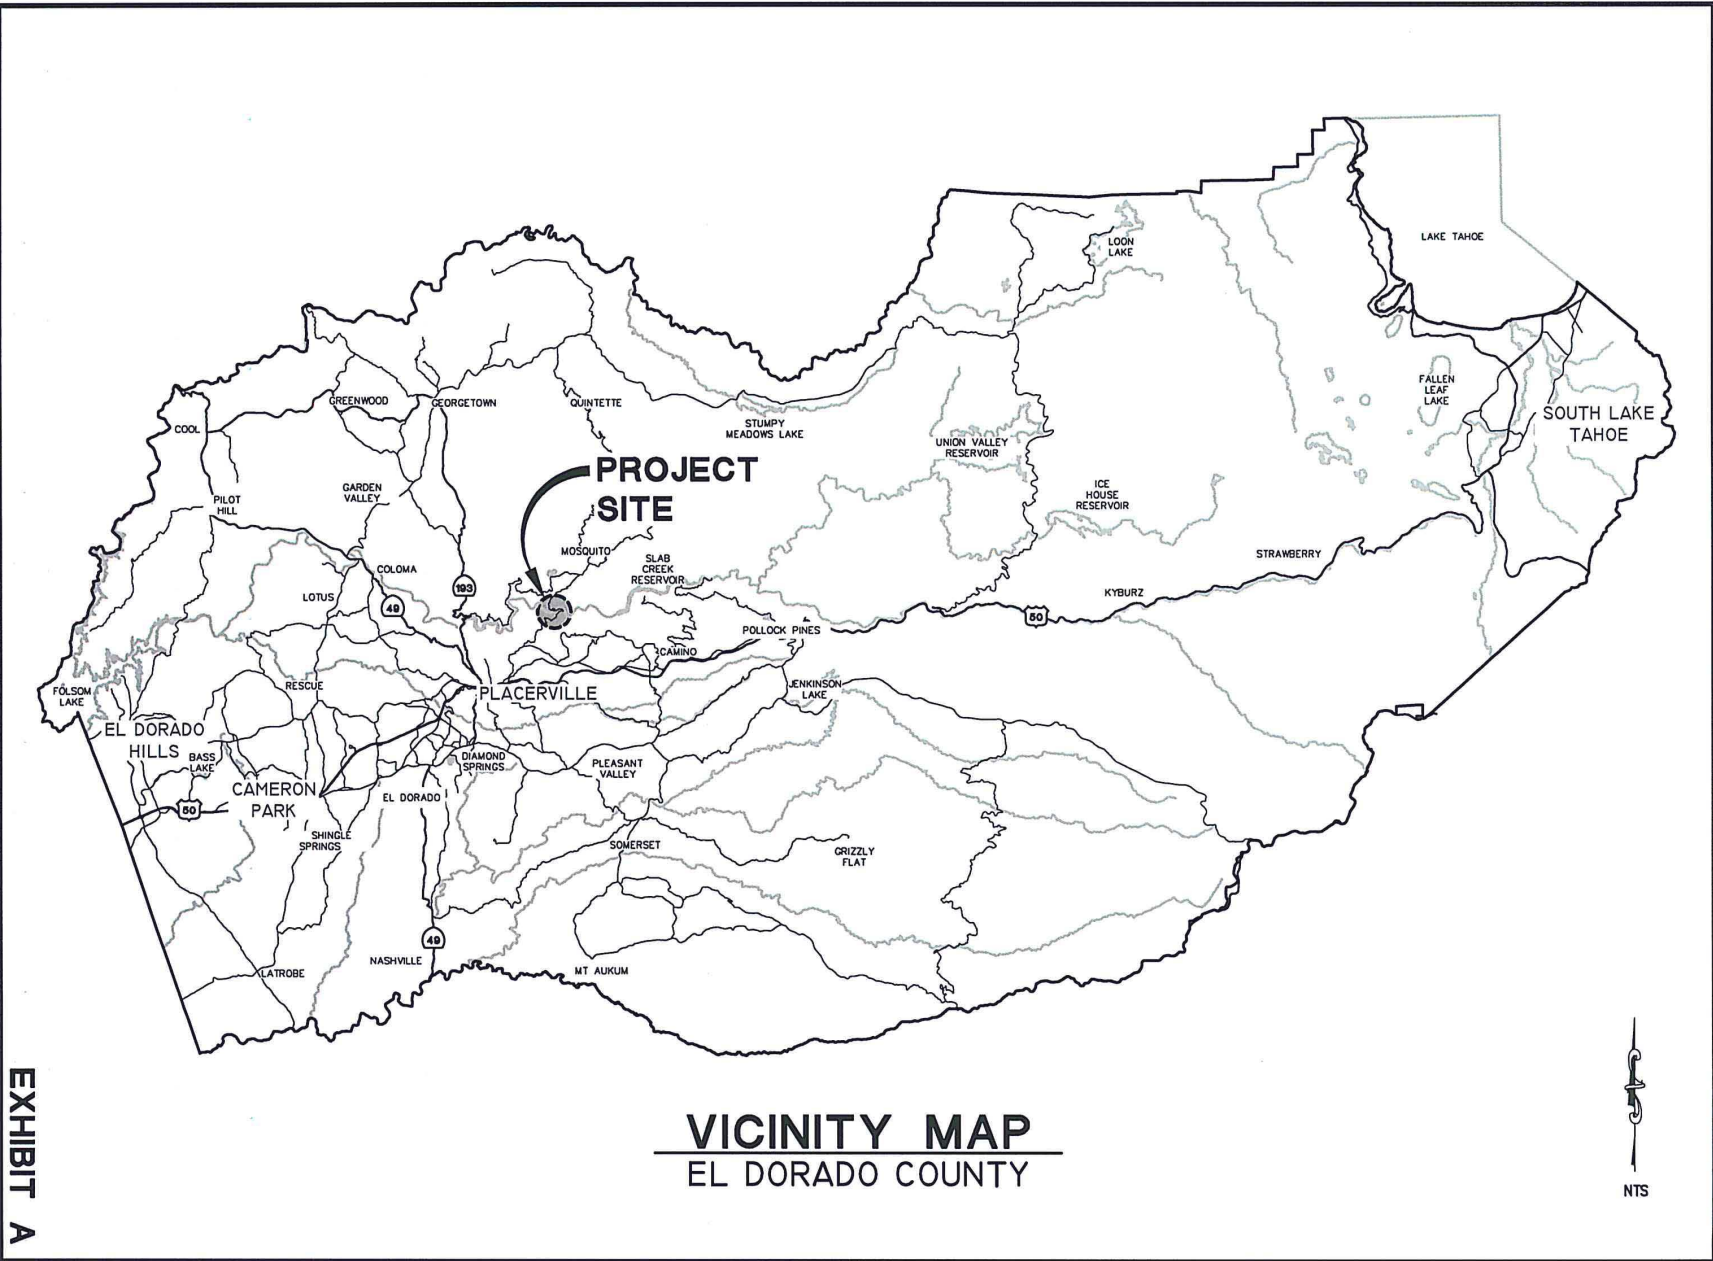 LAKE TAHOE
LOON
LAKE
GREENWOOD
GEORGETOWN
QUINTETTE
COOL
STUMPY
MEADOWS LAKE
FALLEN
LEAF
LAKE
SOUTH LAKE
TAHOE
UNION VALLEY
RESERVOIR
PROJECT
SITE
GARDEN
VALLEY
PILOT
HILL
ICE
HOUSE
RESERVOIR
MOSQUITO
SLAB
CREEK
RESERVOIR
STRAWBERRY
COLOMA
193
LOTUS
49
KYBURZ
50
POLLOCK PINES
CAMINO
FOLSOM
LAKE
RESCUE
PLACERVILLE
JENKINSON
LAKE
EL DORADO
HILLS
BASS
LAKE
DIAMOND
SPRINGS
PLEASANT
VALLEY
CAMERON
PARK
EL DORADO
50
SHINGLE
SPRINGS
SOMERSET
GRIZZLY
FLAT
49
NASHVILLE
LATROBE
MT AUKUM
VICINITY MAP
EL DORADO COUNTY
NTS
EXHIBIT A